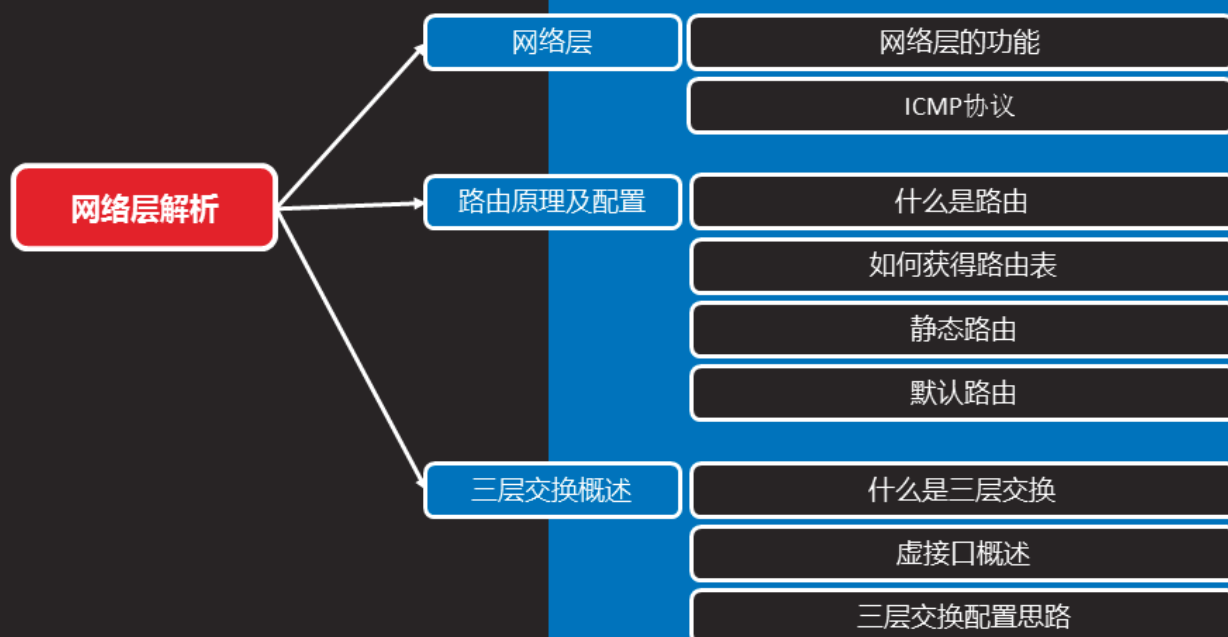 网络层解析
网络层
网络层的功能
ICMP协议
路由原理及配置
什么是路由
如何获得路由表
静态路由
默认路由
三层交换概述
什么是三层交换
虚接口概述
三层交换配置思路